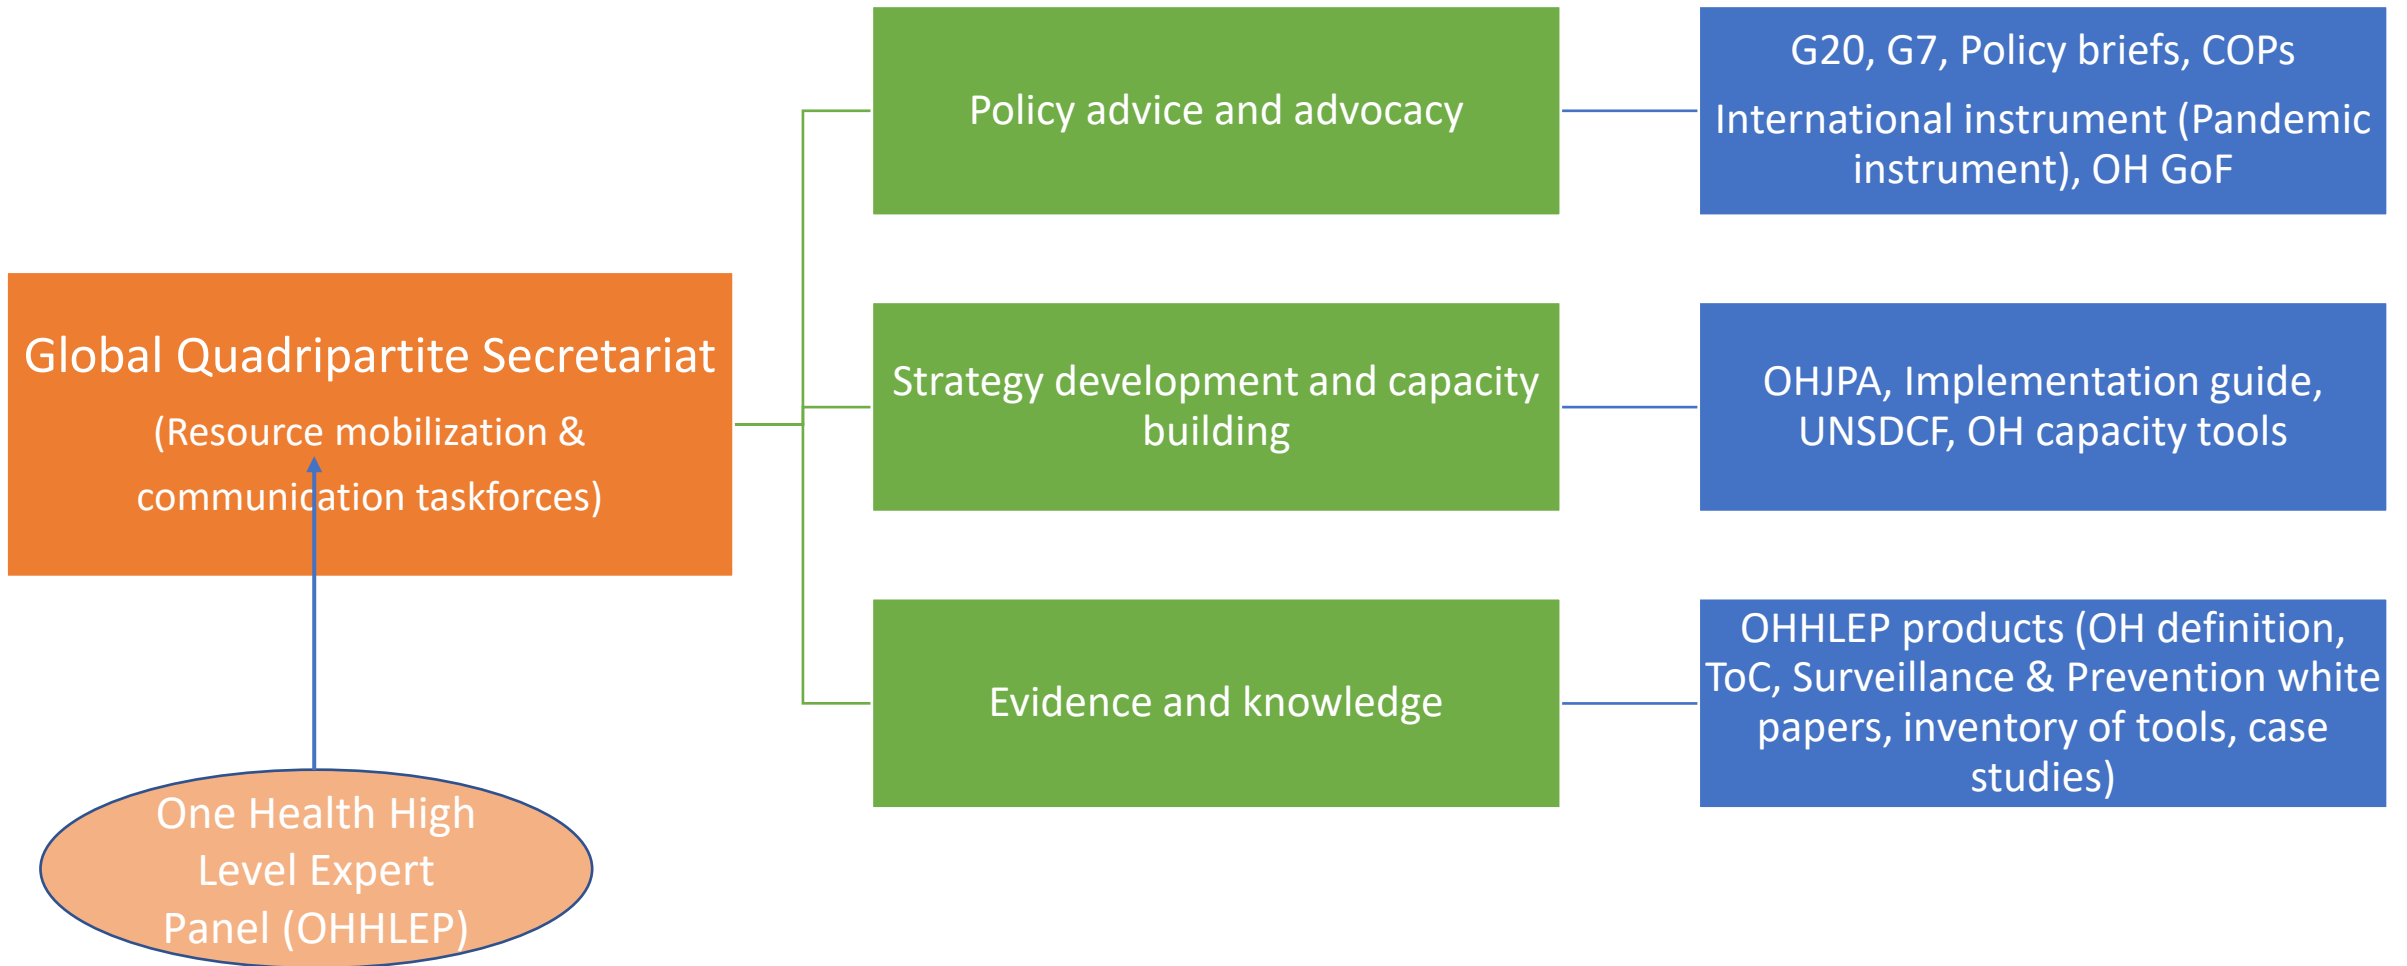 Global Quadripartite Secretariat
(Resource mobilization &
communication taskforces)
One Health High
Level Expert
Panel (OHHLEP)
Policy advice and advocacy
G20, G7, Policy briefs, COPs
International instrument (Pandemic
instrument), OH GoF
Strategy development and capacity
building
OHJPA, Implementation guide,
UNSDCF, OH capacity tools
Evidence and knowledge
OHHLEP products (OH definition,
ToC, Surveillance & Prevention white
papers, inventory of tools, case
studies)